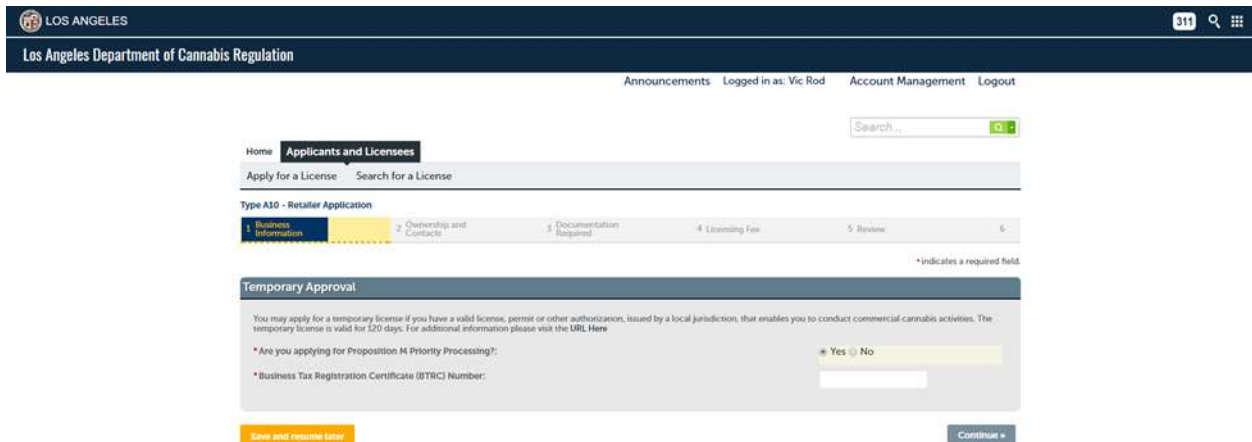 LOS ANGELES
311
Los Angeles Department of Cannabis Regulation
Announcements Logged in as: Vic Rod Account Management Logout
Search...
Home Applicants and Licensees
Apply for a License Search for a License
Type A10 - Retailer Application
1 Business Information 2 Ownership and Contacts 3 Documentation Required 4 Licensing Fee 5 Review 6
* indicates a required field.
Temporary Approval
You may apply for a temporary license if you have a valid license, permit or other authorization, issued by a local jurisdiction, that enables you to conduct commercial cannabis activities. The
temporary license is valid for 120 days. For additional information please visit the URL Here
* Are you applying for Proposition M Priority Processing?: Yes No
* Business Tax Registration Certificate (BTRC) Number:
Save and resume later Continue »